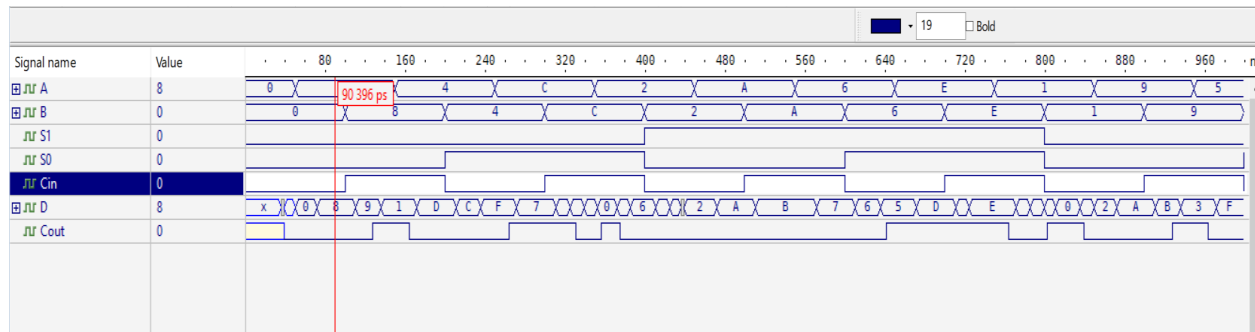 19 Bold
Signal name Value 80 160 240 320 400 480 560 640 720 800 880 960
A 8 0 4 C 2 A 6 E 1 9 5
90 396 ps
B 0 0 8 4 C 2 A 6 E 1 9
S1 0
S0 0
Cin 0
D 8 x 0 8 9 1 D C F 7 0 6 2 A B 7 6 5 D E 0 2 A B 3 F
Cout 0